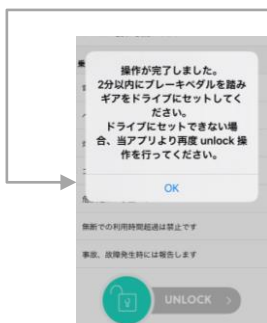 操作が完了しました。
2分以内にブレーキペダルを踏み
ギアをドライブにセットしてく
ださい。
ドライブにセットできない場
合、当アプリより再度 unlock 操
作を行ってください。
OK
無断での利用時間超過は禁止です
事故、故障発生時には報告します
UNLOCK